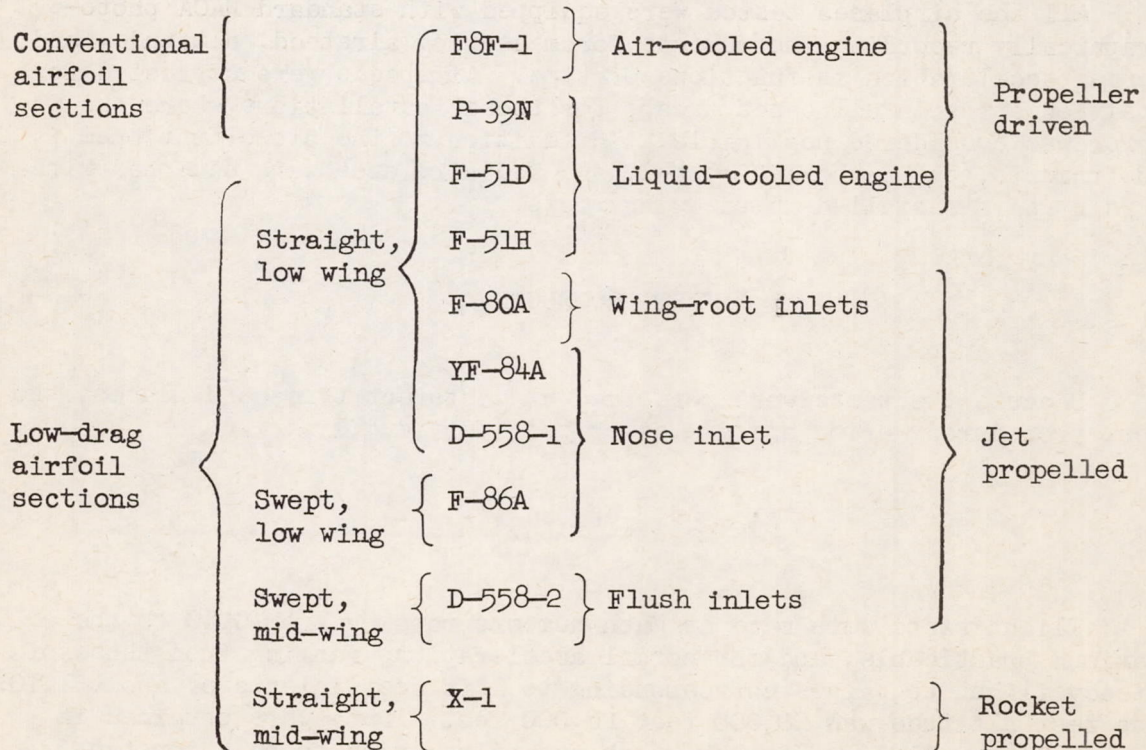 Conventional
airfoil
sections
F8F-1
Air-cooled engine
Propeller
driven
P-39N
F-51D
Liquid-cooled engine
F-51H
Straight,
low wing
F-80A
Wing-root inlets
YF-84A
D-558-1
Nose inlet
Low-drag
airfoil
sections
Jet
propelled
Swept,
low wing
F-86A
Swept,
mid-wing
D-558-2
Flush inlets
Straight,
mid-wing
X-1
Rocket
propelled